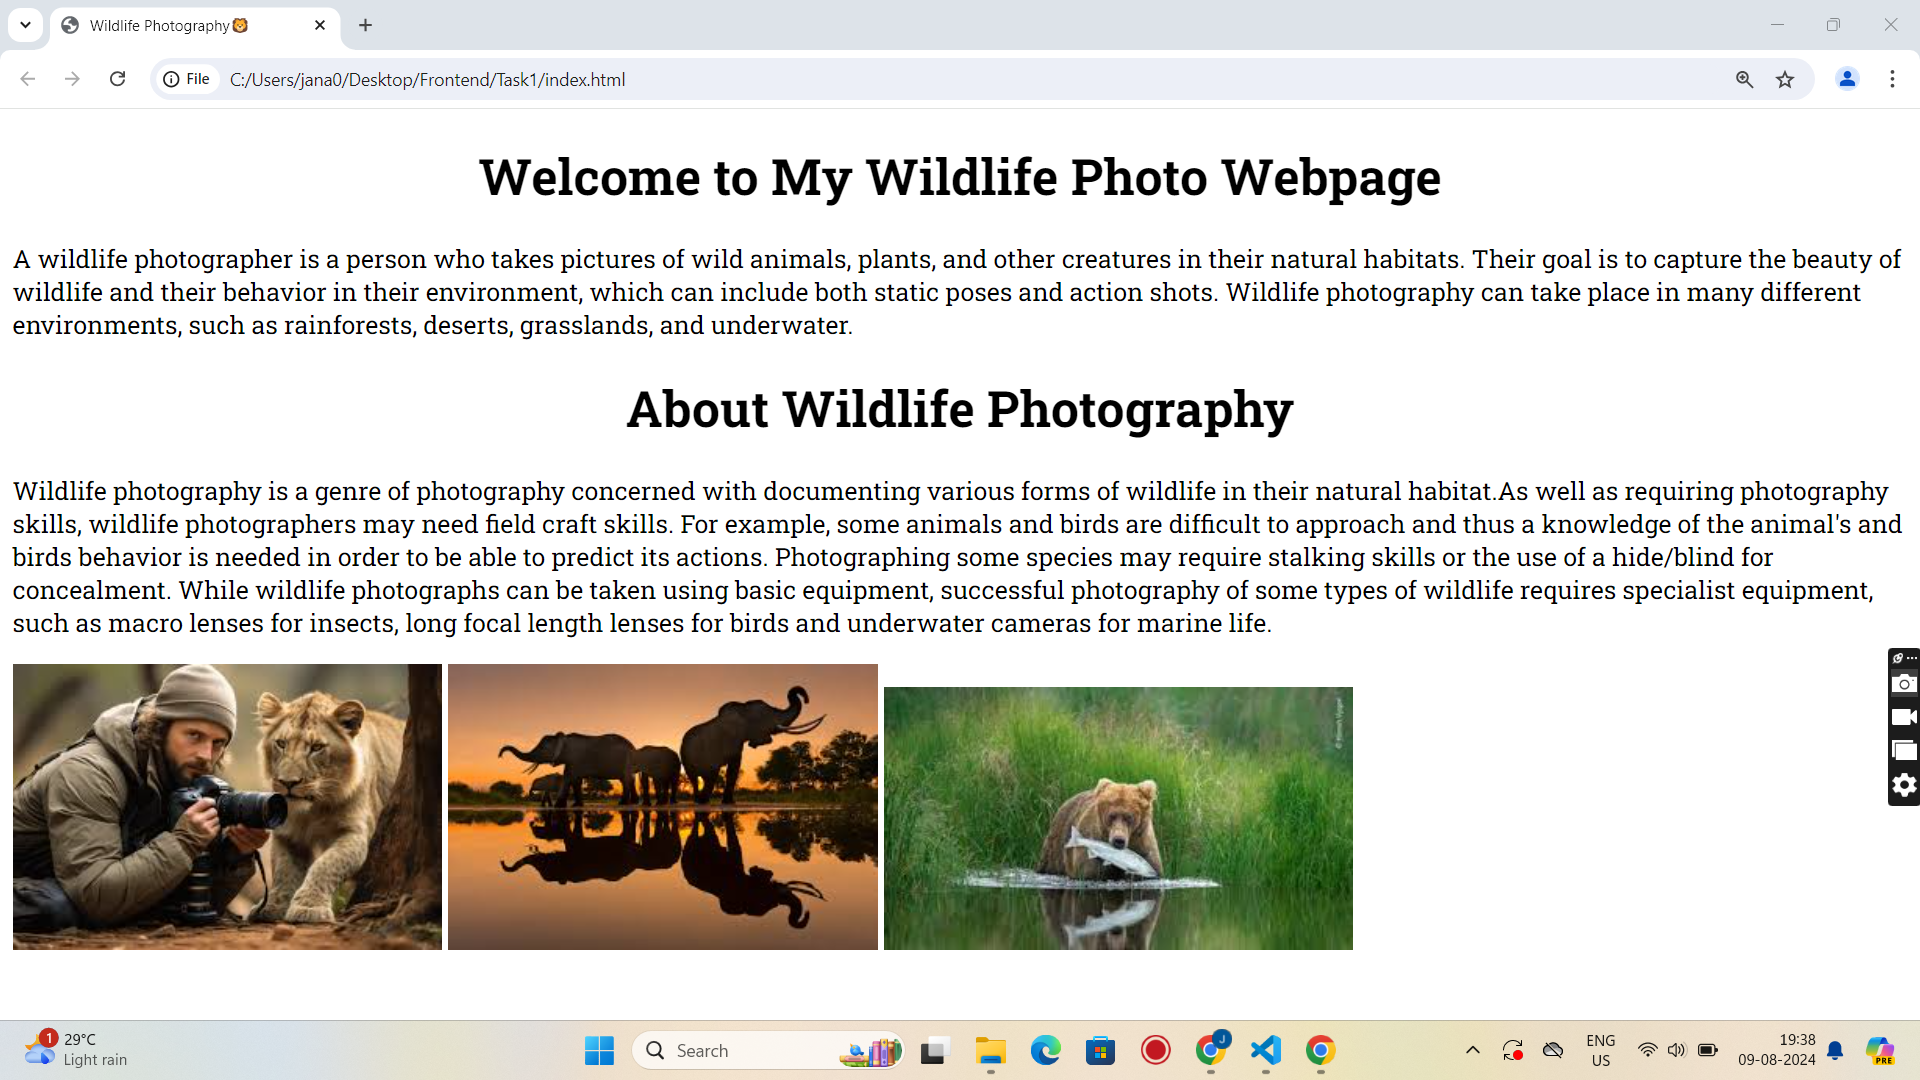 Wildlife Photography🦁
File
C:/Users/jana0/Desktop/Frontend/Task1/index.html
Welcome to My Wildlife Photo Webpage
A wildlife photographer is a person who takes pictures of wild animals, plants, and other creatures in their natural habitats. Their goal is to capture the beauty of
wildlife and their behavior in their environment, which can include both static poses and action shots. Wildlife photography can take place in many different
environments, such as rainforests, deserts, grasslands, and underwater.
About Wildlife Photography
Wildlife photography is a genre of photography concerned with documenting various forms of wildlife in their natural habitat.As well as requiring photography
skills, wildlife photographers may need field craft skills. For example, some animals and birds are difficult to approach and thus a knowledge of the animal's and
birds behavior is needed in order to be able to predict its actions. Photographing some species may require stalking skills or the use of a hide/blind for
concealment. While wildlife photographs can be taken using basic equipment, successful photography of some types of wildlife requires specialist equipment,
such as macro lenses for insects, long focal length lenses for birds and underwater cameras for marine life.
1
29°C
Light rain
Search
J
ENG
US
19:38
09-08-2024
PRE